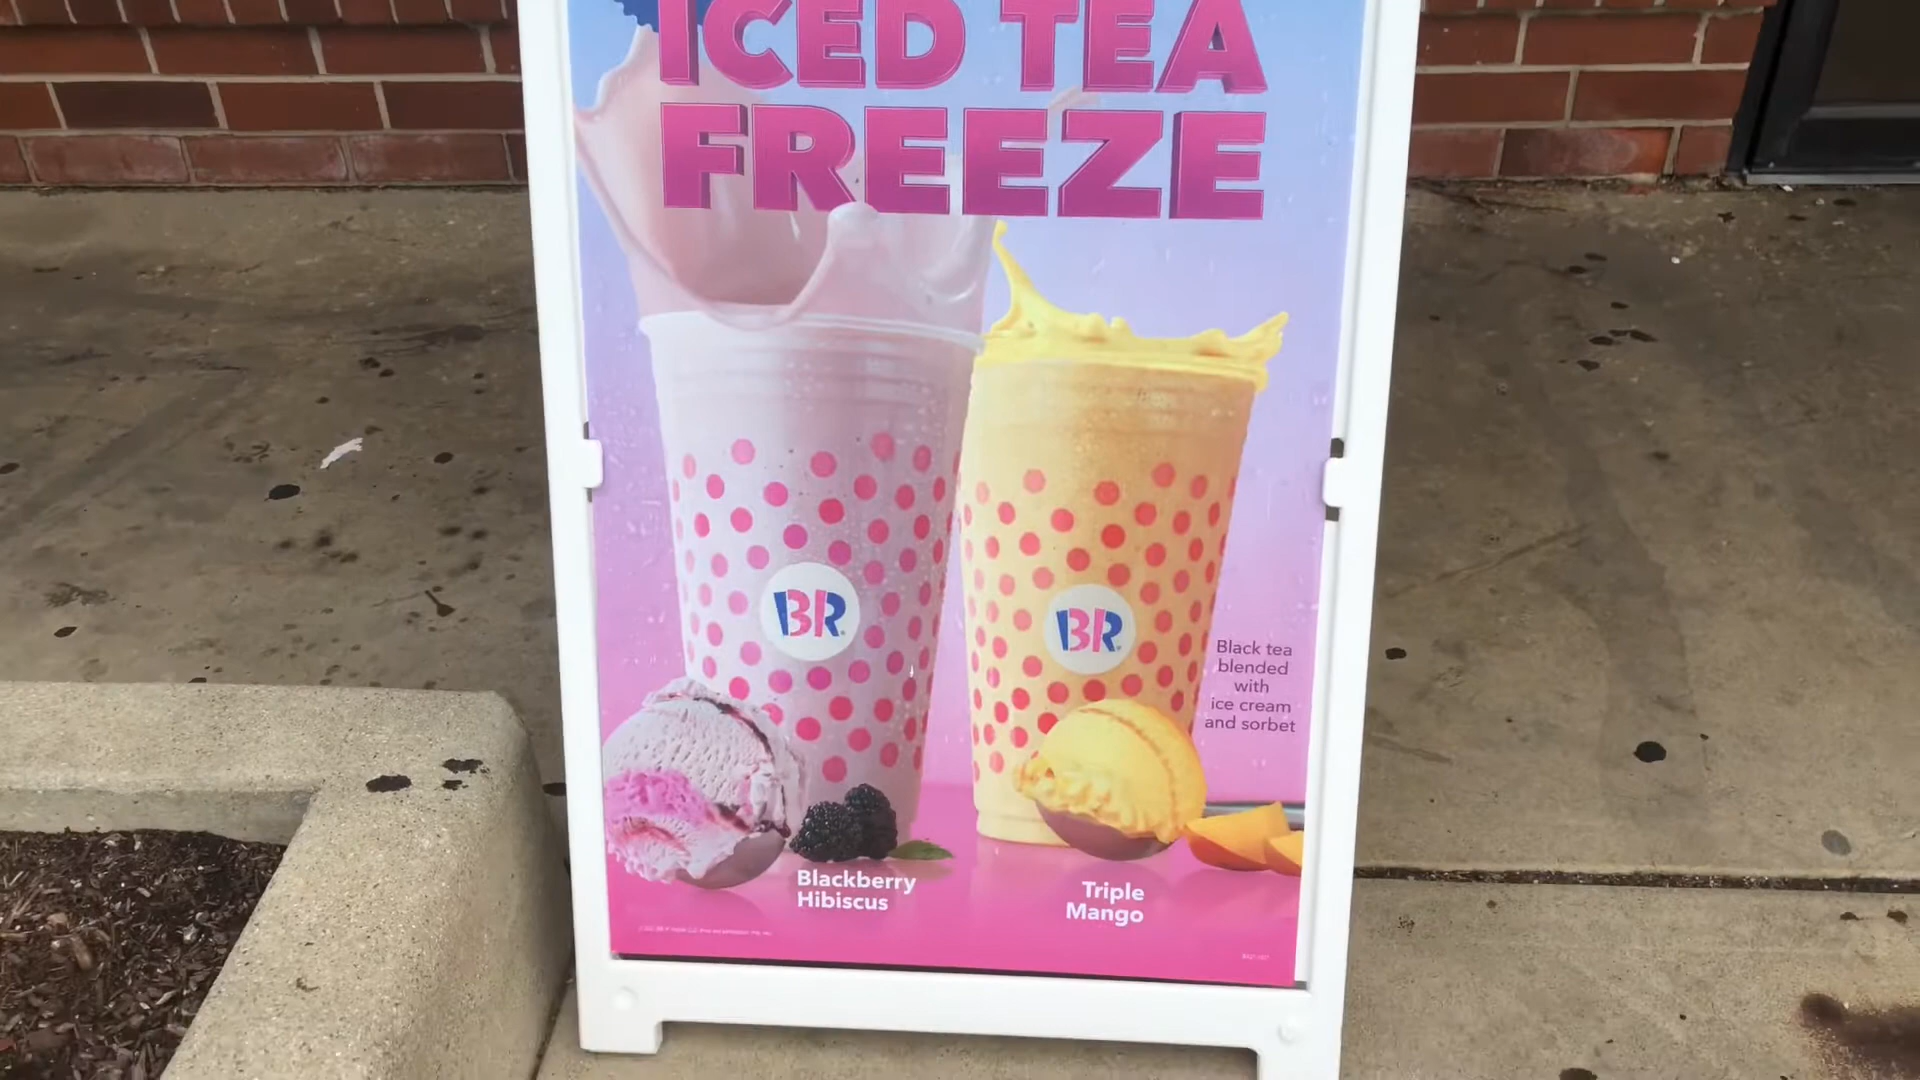 ICED TEA
FREEZE
BR
BR
Black tea
blended
with
ice cream
and sorbet
Blackberry
Hibiscus
Triple
Mango